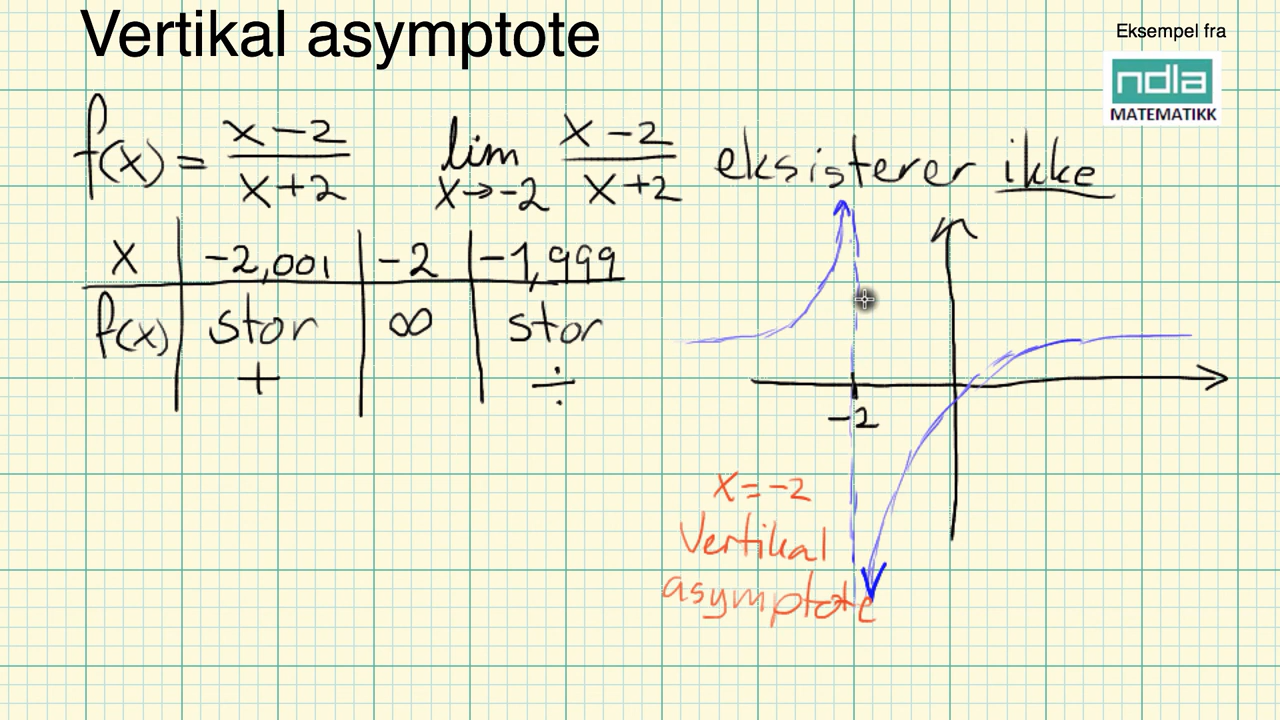 Vertikal asymptote
Eksempel fra
ndla
MATEMATIKK
f(x) = x-2 / x+2 lim x→-2 x-2 / x+2 eksisterer ikke
x -2,001 -2 -1,999
f(x) stor ∞ stor
+ ÷
-2
x=-2
Vertikal
asymptote